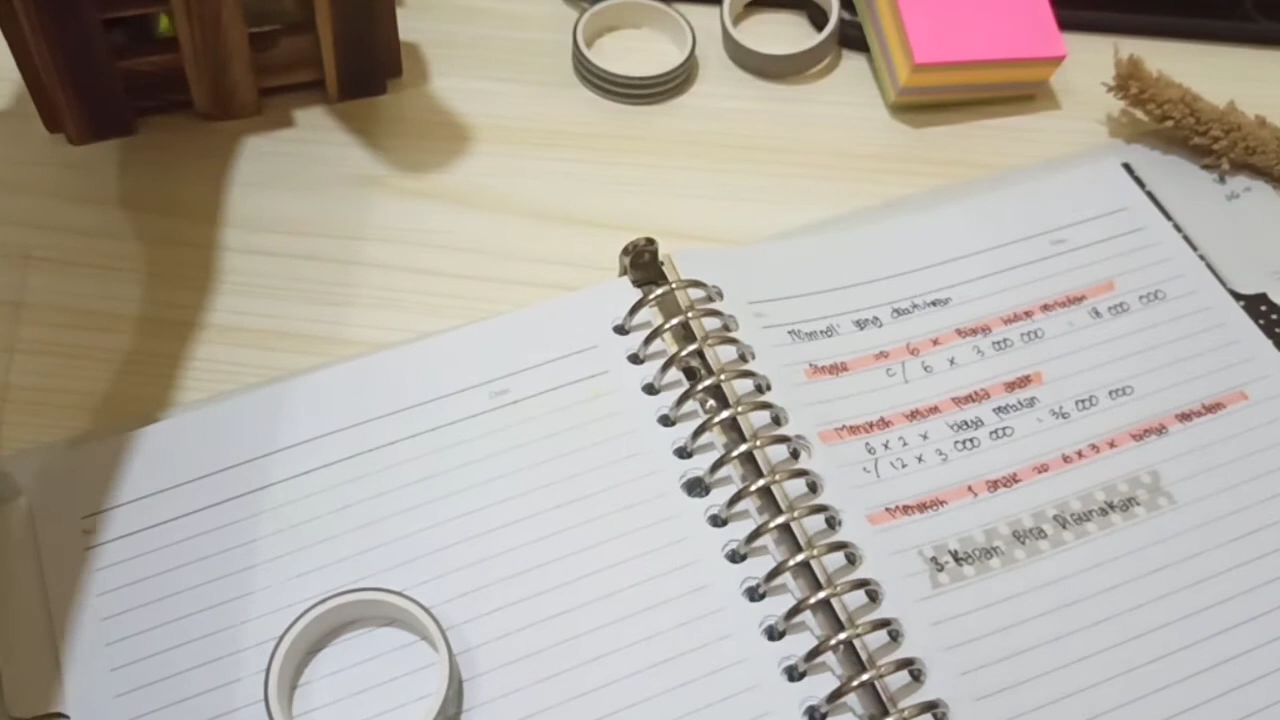 Minimal yang dibutuhkan
Single => 6 x biaya hidup perbulan
c/ 6 x 3.000.000 = 18.000.000
Menikah belum punya anak
6 x 2 x biaya perbulan
c/ 12 x 3.000.000 = 36.000.000
Menikah 1 anak => 6 x 3 x biaya perbulan
3. Kapan Bisa Digunakan